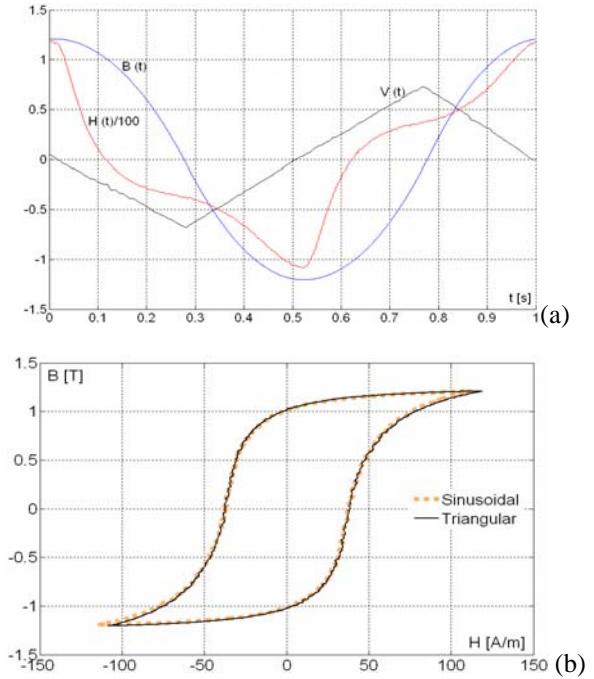 1.5
1
0.5
0
-0.5
-1
-1.5
B (t)
H (t)/100
V (t)
0 0.1 0.2 0.3 0.4 0.5 0.6 0.7 0.8 0.9 1
t [s]
(a)
1.5
1
0.5
0
-0.5
-1
-1.5
B [T]
Sinusoidal
Triangular
H [A/m]
-150 -100 -50 0 50 100 150
(b)